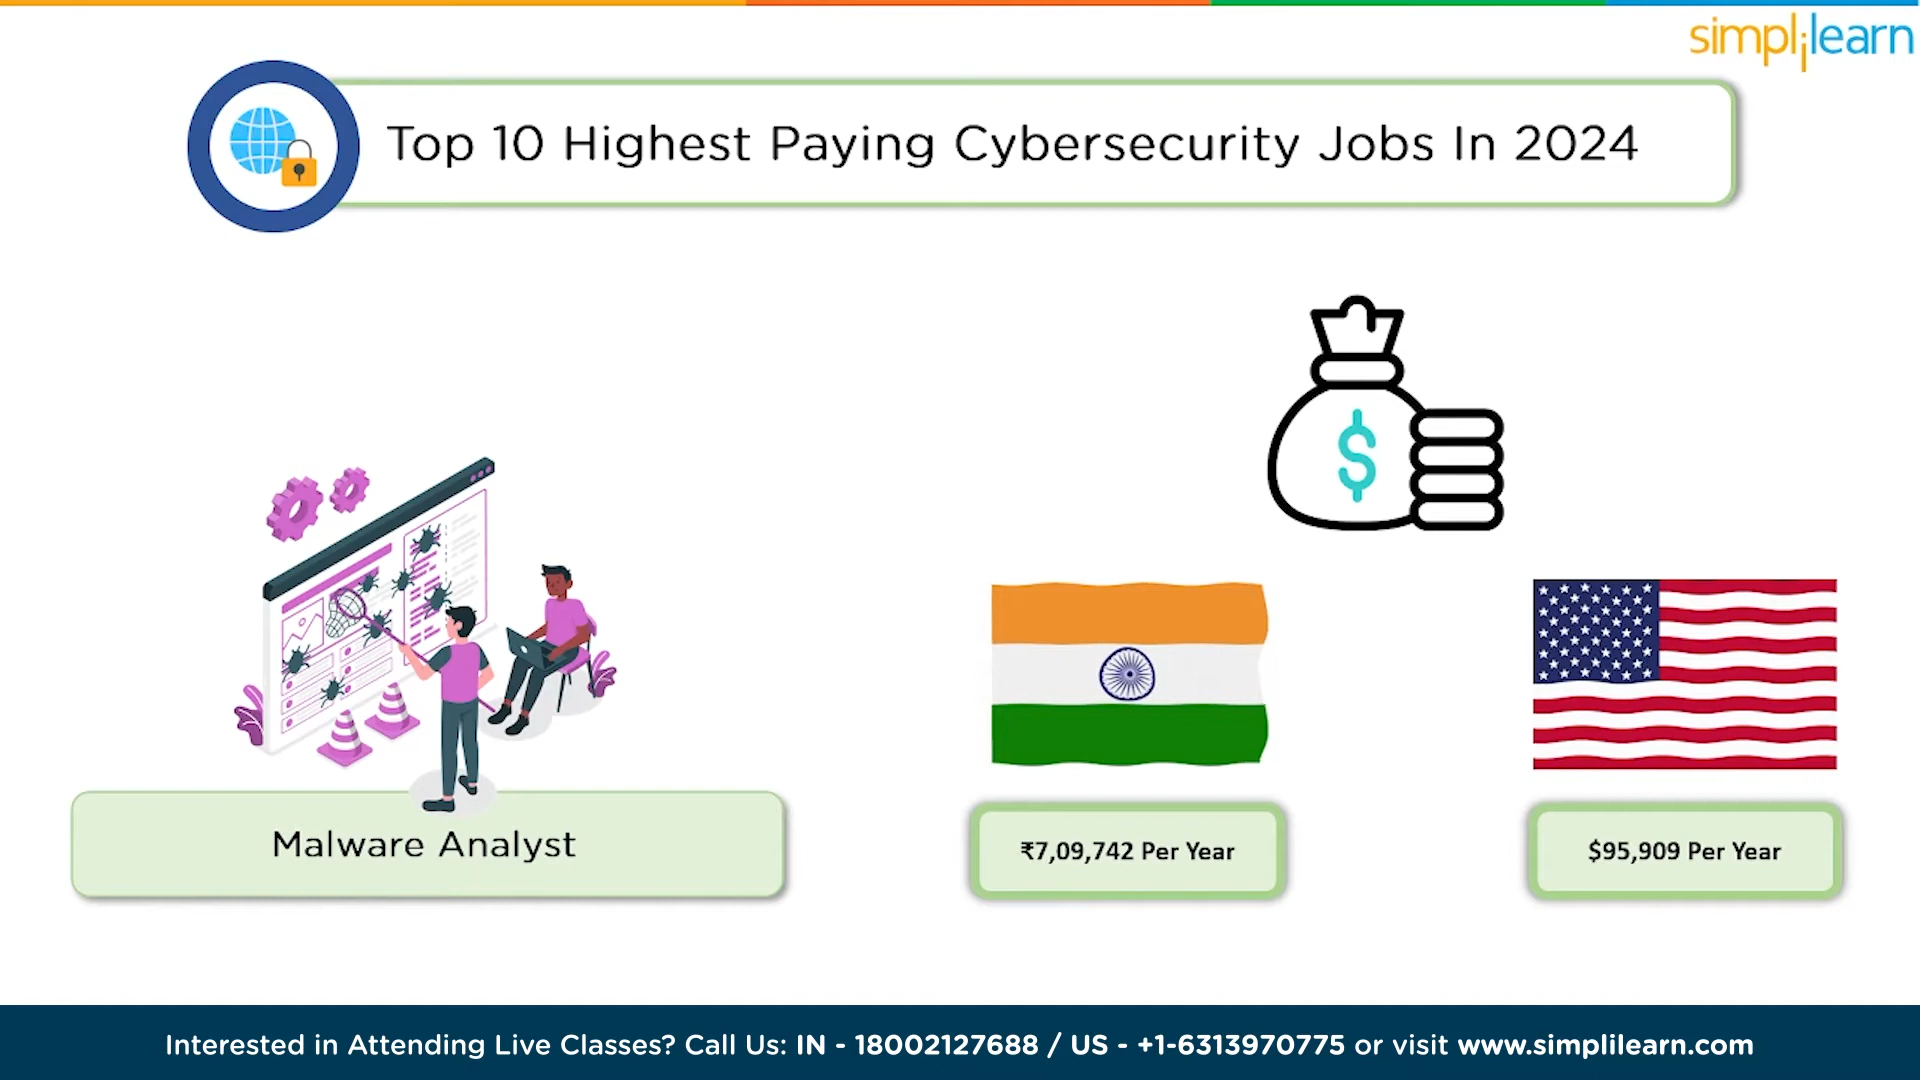 simplilearn
Top 10 Highest Paying Cybersecurity Jobs In 2024
$
Malware Analyst
₹7,09,742 Per Year
$95,909 Per Year
Interested in Attending Live Classes? Call Us: IN - 18002127688 / US - +1-6313970775 or visit www.simplilearn.com